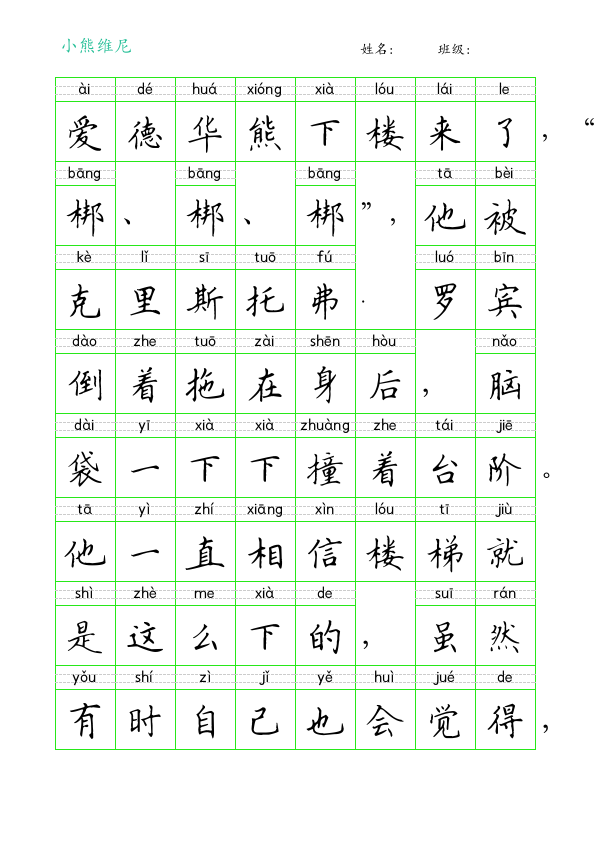 小熊维尼 姓名： 班级：
ài dé huá xióng xià lóu lái le
爱德华熊下楼来了，“
bāng bāng bāng tā bèi
梆、梆、梆”，他被
kè lǐ sī tuō fú luó bīn
克里斯托弗·罗宾
dào zhe tuō zài shēn hòu nǎo
倒着拖在身后，脑
dài yī xià xià zhuàng zhe tái jiē
袋一下下撞着台阶。
tā yì zhí xiāng xìn lóu tī jiù
他一直相信楼梯就
shì zhè me xià de suī rán
是这么下的，虽然
yǒu shí zì jǐ yě huì jué de
有时自己也会觉得，